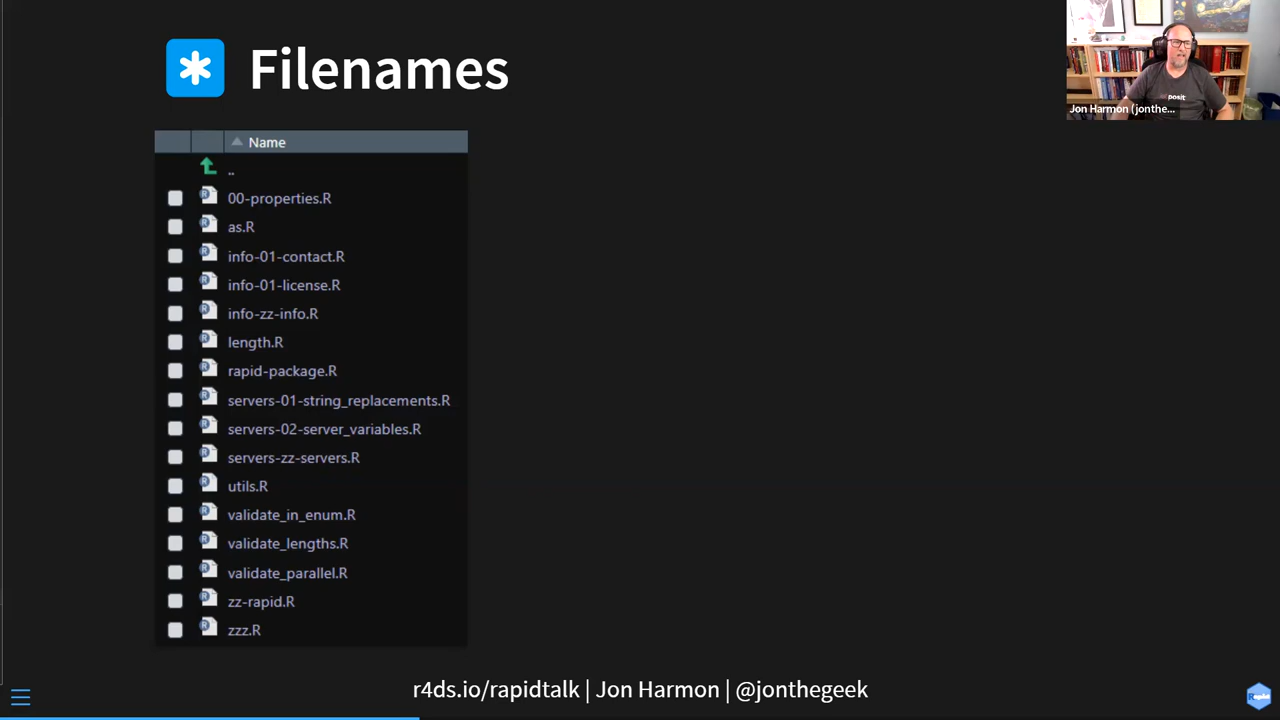 Filenames
Name
..
00-properties.R
as.R
info-01-contact.R
info-01-license.R
info-zz-info.R
length.R
rapid-package.R
servers-01-string_replacements.R
servers-02-server_variables.R
servers-zz-servers.R
utils.R
validate_in_enum.R
validate_lengths.R
validate_parallel.R
zz-rapid.R
zzz.R
posit
Jon Harmon (jonthe...
r4ds.io/rapidtalk | Jon Harmon | @jonthegeek